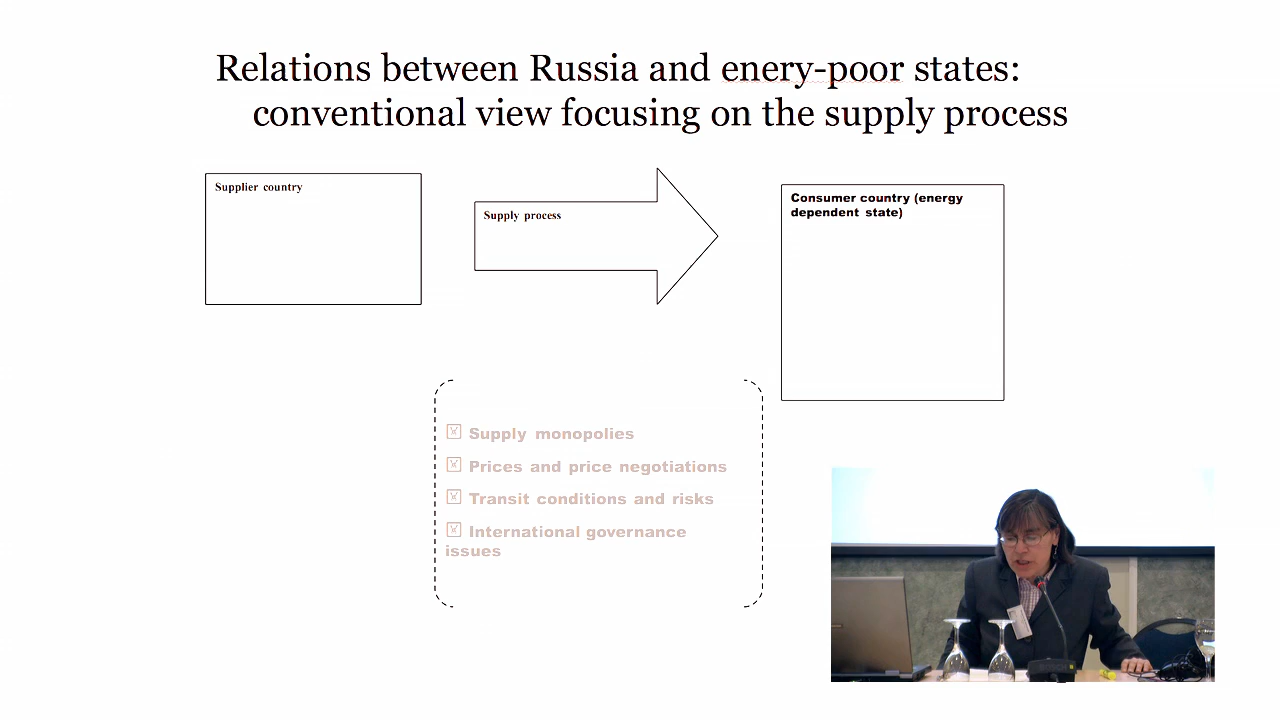 Relations between Russia and enery-poor states:
conventional view focusing on the supply process
Supplier country
Supply process
Consumer country (energy
dependent state)
Supply monopolies
Prices and price negotiations
Transit conditions and risks
International governance
issues